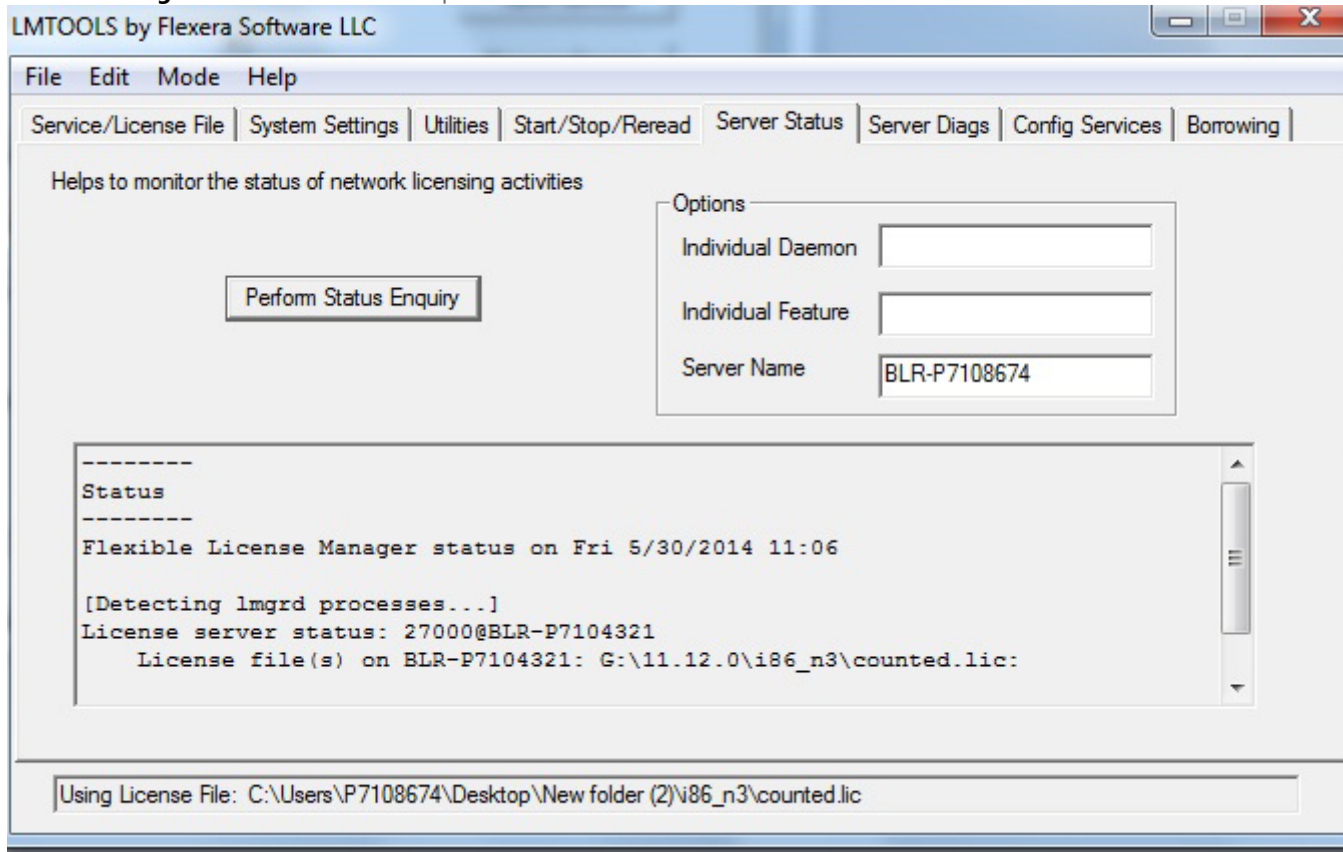 LMTOOLS by Flexera Software LLC
File Edit Mode Help
Service/License File System Settings Utilities Start/Stop/Reread Server Status Server Diags Config Services Borrowing
Helps to monitor the status of network licensing activities
Options
Individual Daemon
Perform Status Enquiry
Individual Feature
Server Name BLR-P7108674
--------
Status
--------
Flexible License Manager status on Fri 5/30/2014 11:06
[Detecting lmgrd processes...]
License server status: 27000@BLR-P7104321
License file(s) on BLR-P7104321: G:\11.12.0\i86_n3\counted.lic:
Using License File: C:\Users\P7108674\Desktop\New folder (2)\i86_n3\counted.lic